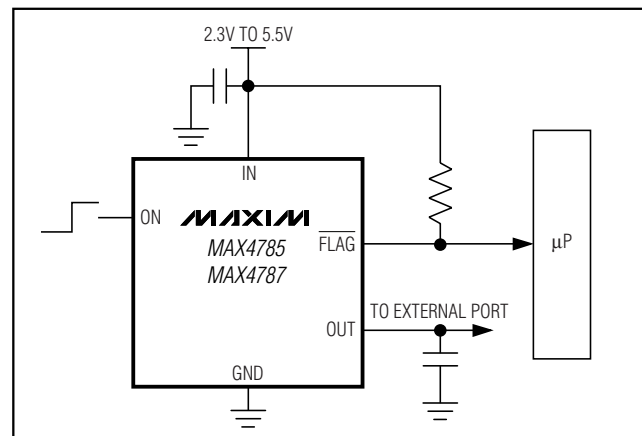 2.3V TO 5.5V
IN
ON
MAXIM
MAX4785
MAX4787
FLAG
µP
TO EXTERNAL PORT
OUT
GND